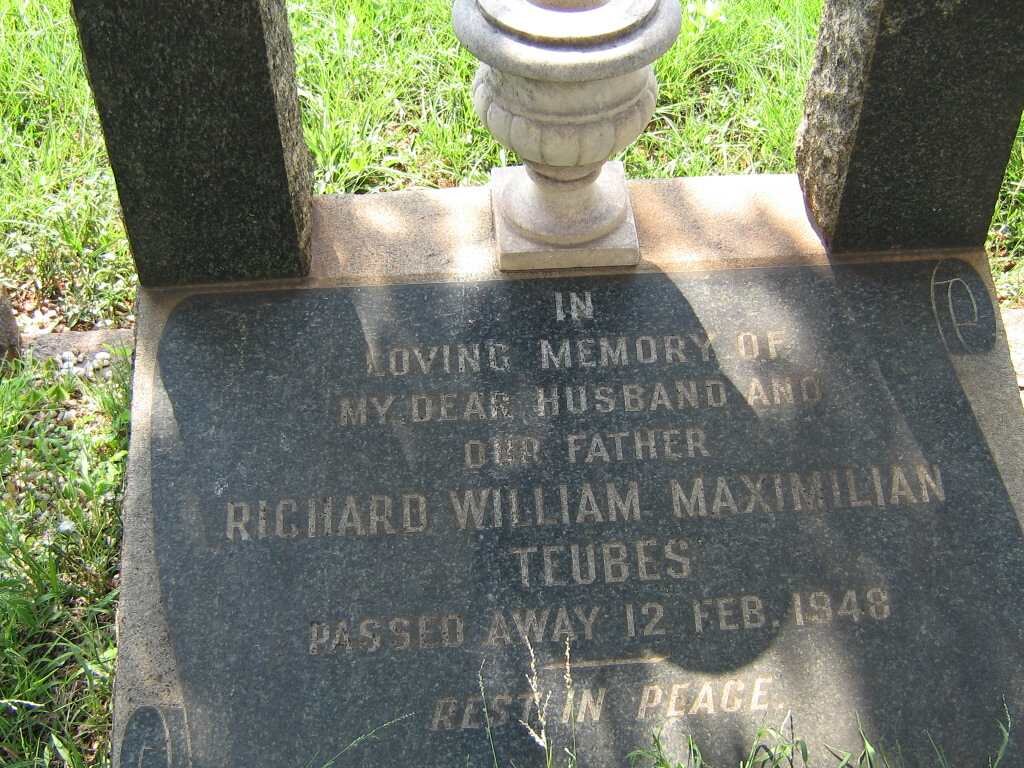 IN
LOVING MEMORY OF
MY DEAR HUSBAND AND
OUR FATHER
RICHARD WILLIAM MAXIMILIAN
TEUBES
PASSED AWAY 12 FEB. 1948
REST IN PEACE.